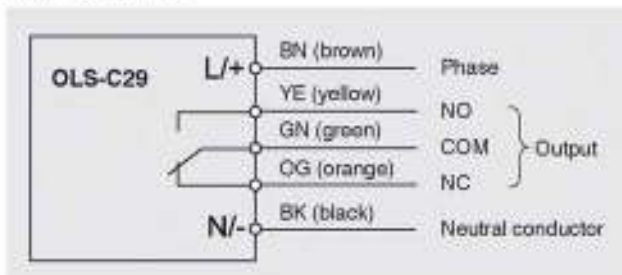 OLS-C29 L/+ BN (brown) Phase
YE (yellow) NO
GN (green) COM Output
OG (orange) NC
N/- BK (black) Neutral conductor